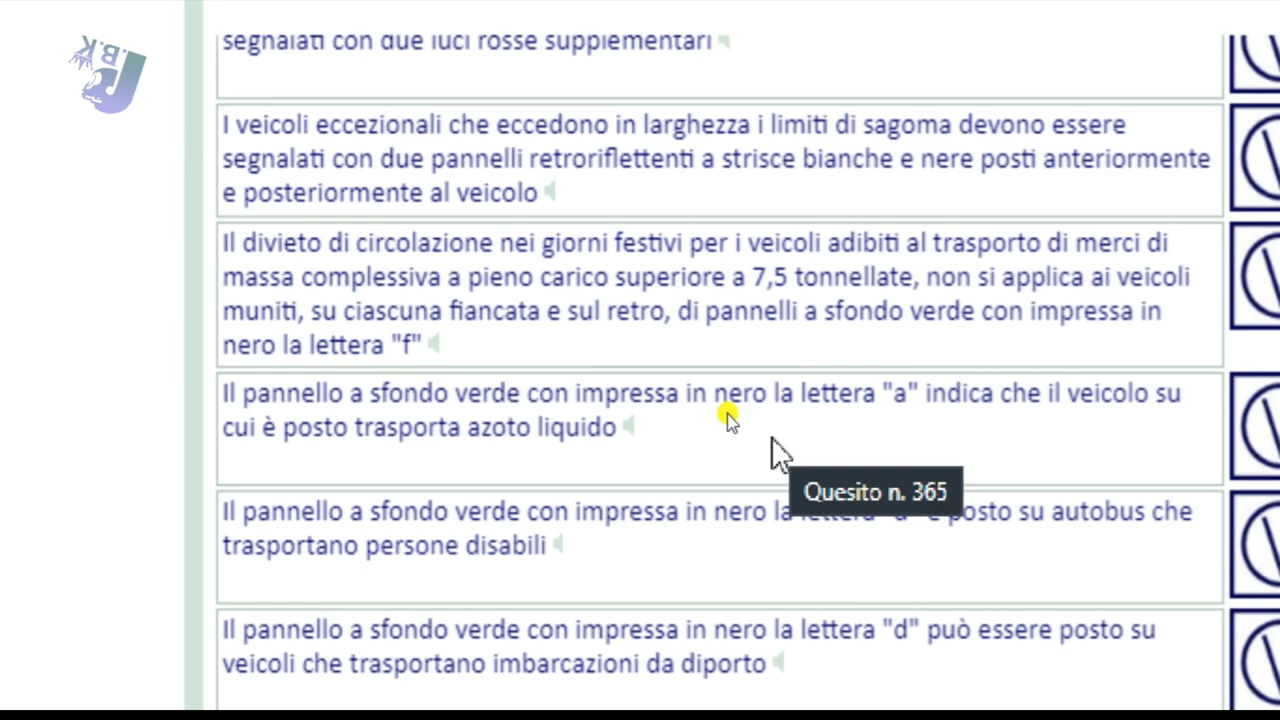 J.B.K
segnalati con due luci rosse supplementari
I veicoli eccezionali che eccedono in larghezza i limiti di sagoma devono essere
segnalati con due pannelli retroriflettenti a strisce bianche e nere posti anteriormente
e posteriormente al veicolo
Il divieto di circolazione nei giorni festivi per i veicoli adibiti al trasporto di merci di
massa complessiva a pieno carico superiore a 7,5 tonnellate, non si applica ai veicoli
muniti, su ciascuna fiancata e sul retro, di pannelli a sfondo verde con impressa in
nero la lettera "f"
Il pannello a sfondo verde con impressa in nero la lettera "a" indica che il veicolo su
cui è posto trasporta azoto liquido
Quesito n. 365
Il pannello a sfondo verde con impressa in nero la posto su autobus che
trasportano persone disabili
Il pannello a sfondo verde con impressa in nero la lettera "d" può essere posto su
veicoli che trasportano imbarcazioni da diporto